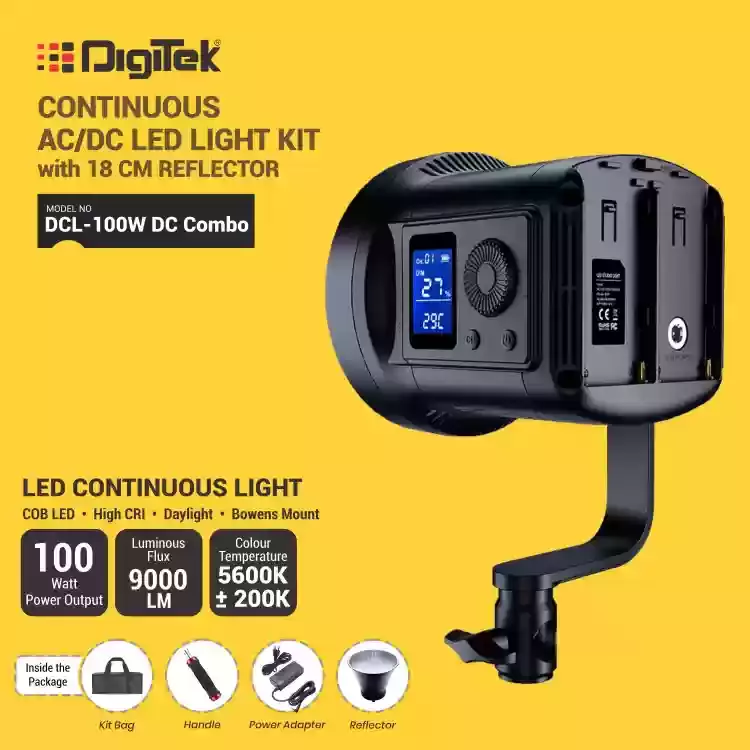 DigiTek®
CONTINUOUS
AC/DC LED LIGHT KIT
with 18 CM REFLECTOR
MODEL NO
DCL-100W DC Combo
27 %
29C
LED CONTINUOUS LIGHT
COB LED • High CRI • Daylight • Bowens Mount
100
Watt
Power Output
Luminous
Flux
9000
LM
Colour
Temperature
5600K
± 200K
Inside the
Package
Kit Bag
Handle
Power Adapter
Reflector